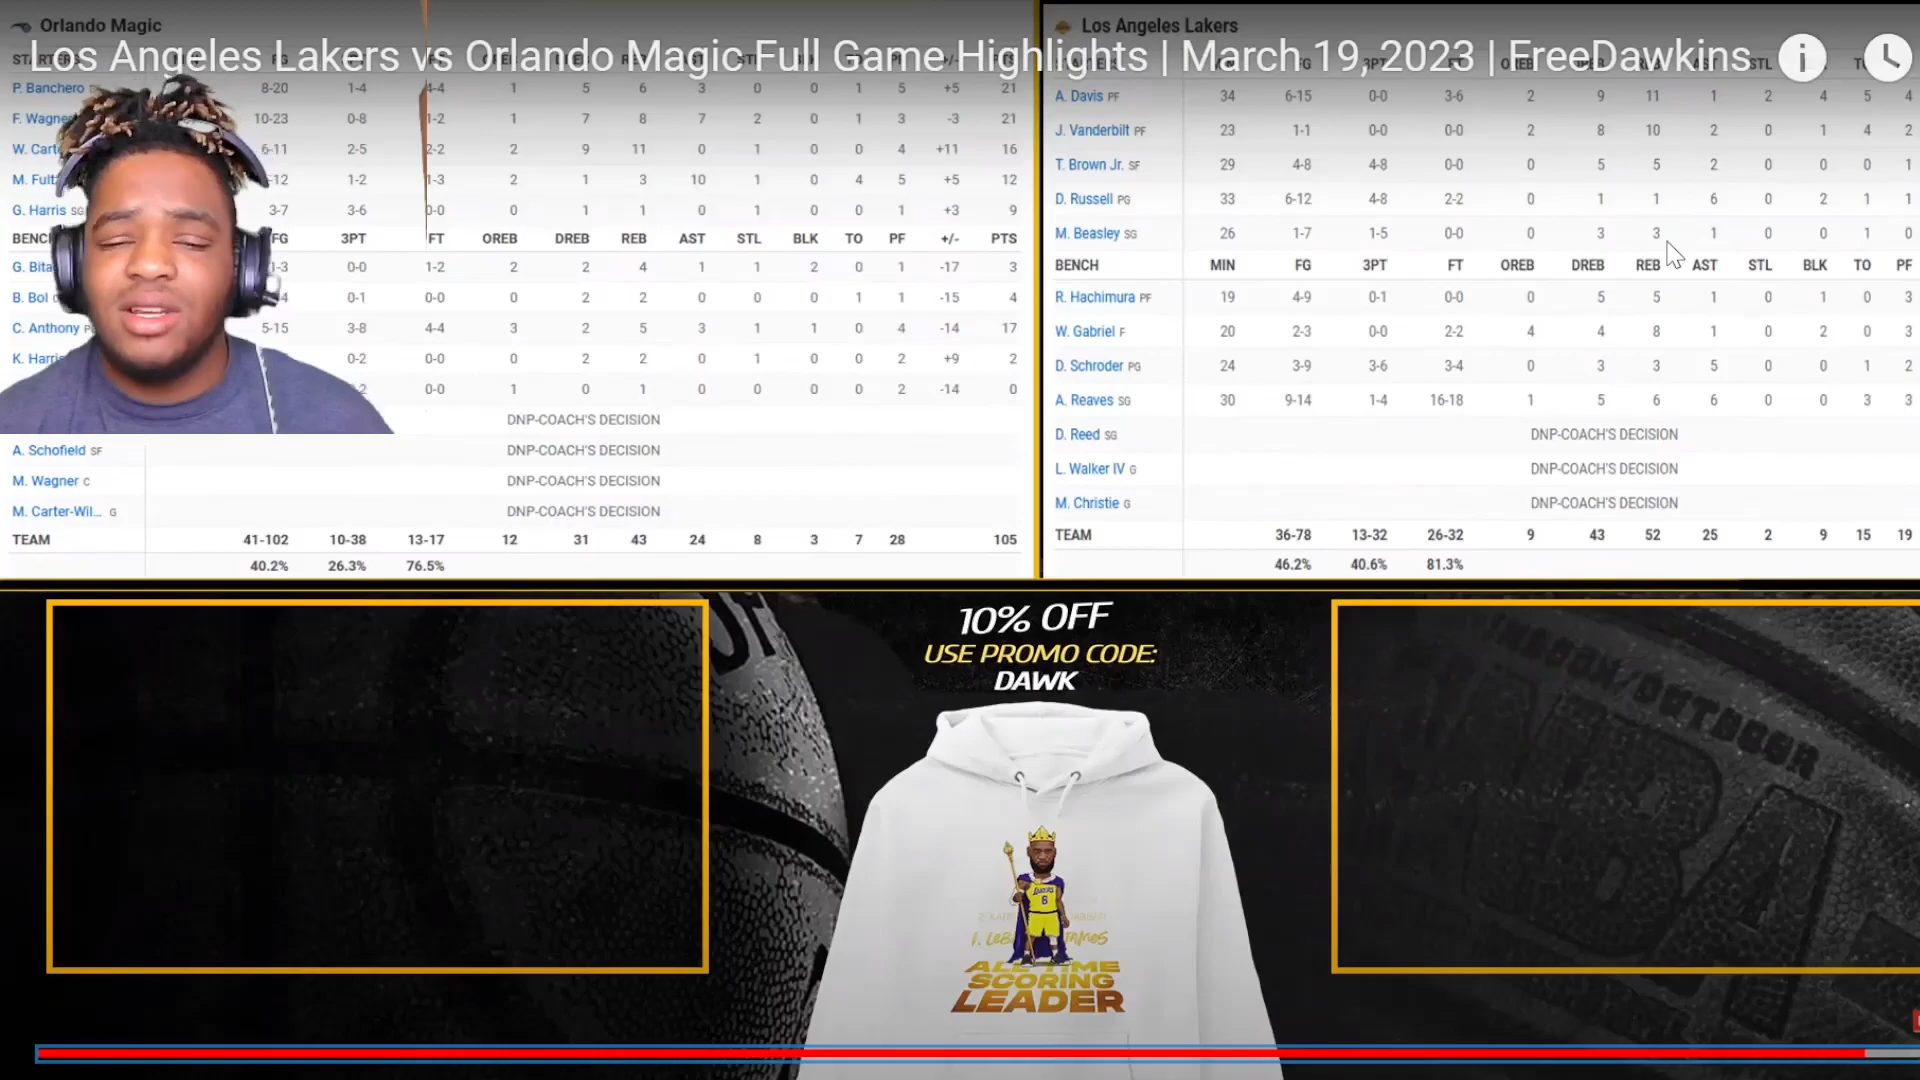 Orlando Magic
Los Angeles Lakers
Los Angeles Lakers vs Orlando Magic Full Game Highlights | March 19, 2023 | FreeDawkins
P. Banchero 8-20 1-4 4-4 1 5 6 3 0 0 1 5 +5 21
F. Wagner 10-23 0-8 1-2 1 7 8 7 2 0 1 3 -3 21
W. Cart 6-11 2-5 2-2 2 9 11 0 1 0 0 4 +11 16
M. Fultz -12 1-2 1-3 2 1 3 10 1 0 4 5 +5 12
G. Harris SG 3-7 3-6 0-0 0 1 1 0 1 0 0 1 +3 9
BENCH FG 3PT FT OREB DREB REB AST STL BLK TO PF +/- PTS
G. Bita 1-3 0-0 1-2 2 2 4 1 1 2 0 1 -17 3
B. Bol 0-1 0-0 0 2 2 0 0 0 1 1 -15 4
C. Anthony 5-15 3-8 4-4 3 2 5 3 1 1 0 4 -14 17
K. Harris 0-2 0-0 0 2 2 0 1 0 0 2 +9 2
0-0 1 0 1 0 0 0 0 2 -14 0
DNP-COACH'S DECISION
A. Schofield SF DNP-COACH'S DECISION
M. Wagner C DNP-COACH'S DECISION
M. Carter-Wil... G DNP-COACH'S DECISION
TEAM 41-102 10-38 13-17 12 31 43 24 8 3 7 28 105
40.2% 26.3% 76.5%
A. Davis PF 34 6-15 0-0 3-6 2 9 11 1 2 4 5 4
J. Vanderbilt PF 23 1-1 0-0 0-0 2 8 10 2 0 1 4 2
T. Brown Jr. SF 29 4-8 4-8 0-0 0 5 5 2 0 0 0 1
D. Russell PG 33 6-12 4-8 2-2 0 1 1 6 0 2 1 1
M. Beasley SG 26 1-7 1-5 0-0 0 3 3 1 0 0 1 0
BENCH MIN FG 3PT FT OREB DREB REB AST STL BLK TO PF
R. Hachimura PF 19 4-9 0-1 0-0 0 5 5 1 0 1 0 3
W. Gabriel F 20 2-3 0-0 2-2 4 4 8 1 0 2 0 3
D. Schroder PG 24 3-9 3-6 3-4 0 3 3 5 0 0 1 2
A. Reaves SG 30 9-14 1-4 16-18 1 5 6 6 0 0 3 3
D. Reed SG DNP-COACH'S DECISION
L. Walker IV G DNP-COACH'S DECISION
M. Christie G DNP-COACH'S DECISION
TEAM 36-78 13-32 26-32 9 43 52 25 2 9 15 19
46.2% 40.6% 81.3%
10% OFF
USE PROMO CODE:
DAWK
LAKERS
6
ALL TIME
SCORING
LEADER